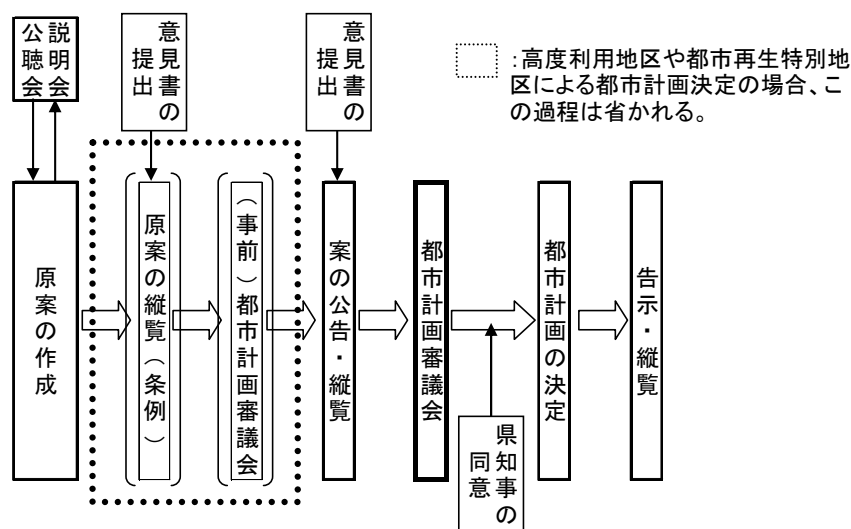 説明会
公聴会
意見書の
提出
意見書の
提出
:高度利用地区や都市再生特別地
区による都市計画決定の場合、こ
の過程は省かれる。
原案の作成
原案の縦覧(条例)
(事前)都市計画審議会
案の公告・縦覧
都市計画審議会
県知事の
同意
都市計画の決定
告示・縦覧